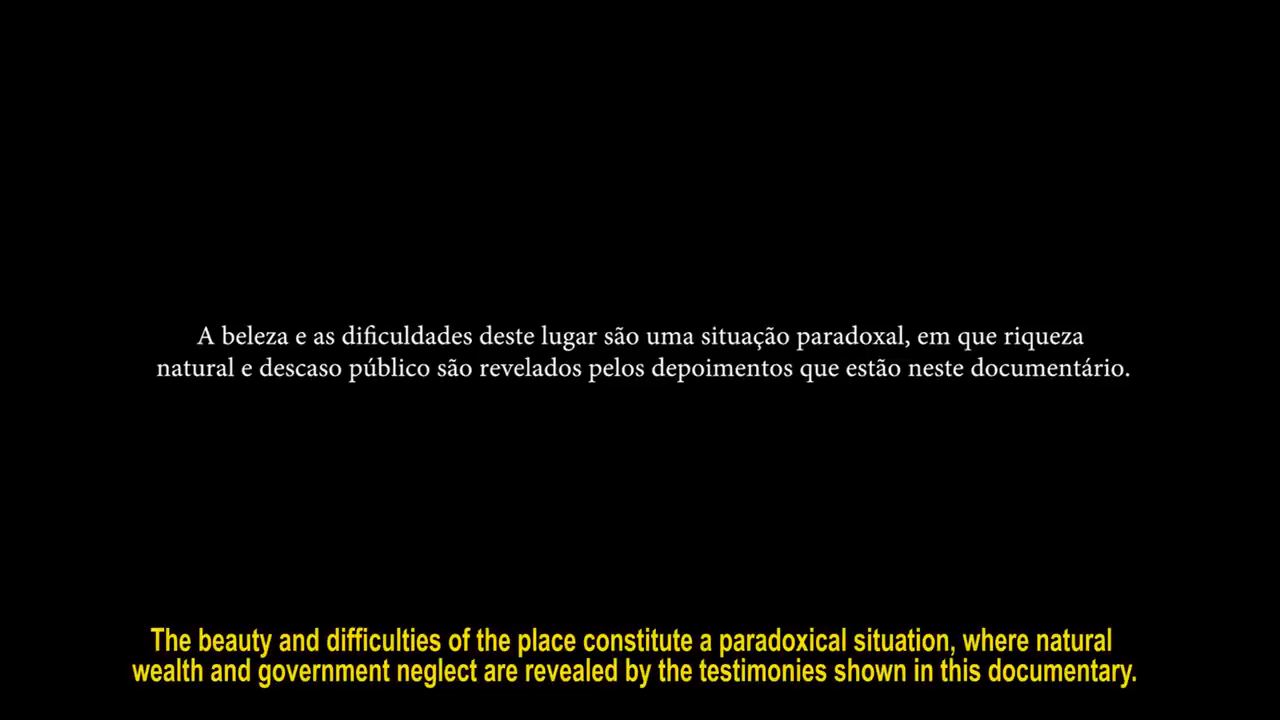 A beleza e as dificuldades deste lugar são uma situação paradoxal, em que riqueza
natural e descaso público são revelados pelos depoimentos que estão neste documentário.
The beauty and difficulties of the place constitute a paradoxical situation, where natural
wealth and government neglect are revealed by the testimonies shown in this documentary.